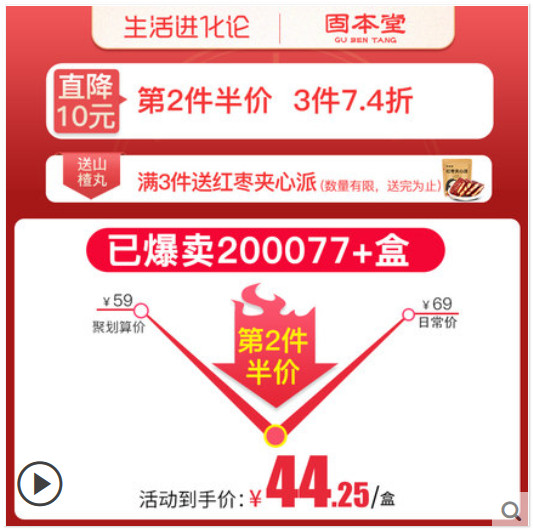 生活进化论 固本堂
GU BEN TANG
直降
10元
第2件半价 3件7.4折
送山
楂丸
满3件送红枣夹心派(数量有限，送完为止)
已爆卖200077+盒
¥59
聚划算价
¥69
日常价
第2件
半价
活动到手价:¥44.25/盒